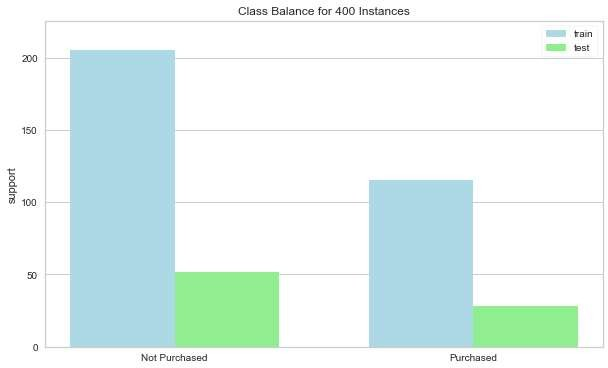 Class Balance for 400 Instances
train
test
200
150
100
50
0
support
Not Purchased
Purchased